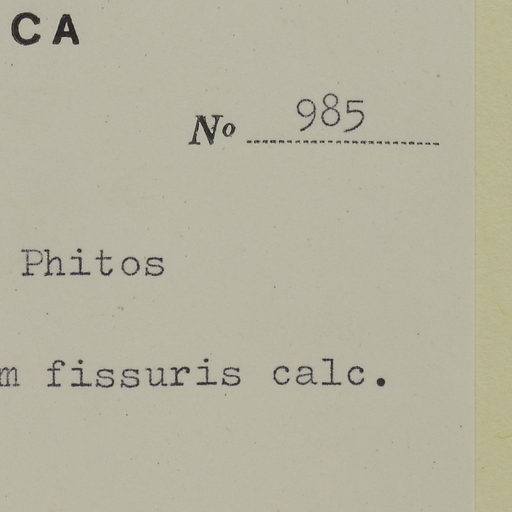 CA
No 985
Phitos
m fissuris calc.